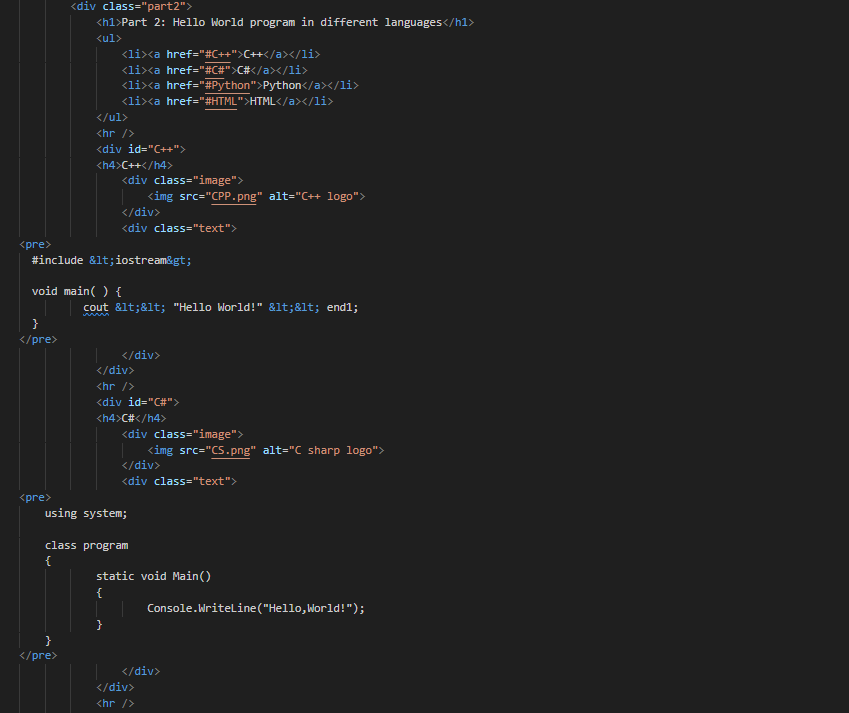 <div class="part2">
<h1>Part 2: Hello World program in different languages</h1>
<ul>
<li><a href="#C++">C++</a></li>
<li><a href="#C#">C#</a></li>
<li><a href="#Python">Python</a></li>
<li><a href="#HTML">HTML</a></li>
</ul>
<hr />
<div id="C++">
<h4>C++</h4>
<div class="image">
<img src="CPP.png" alt="C++ logo">
</div>
<div class="text">
<pre>
#include &lt;iostream&gt;
void main( ) {
cout &lt;&lt; "Hello World!" &lt;&lt; end1;
}
</pre>
</div>
</div>
<hr />
<div id="C#">
<h4>C#</h4>
<div class="image">
<img src="CS.png" alt="C sharp logo">
</div>
<div class="text">
<pre>
using system;
class program
{
static void Main()
{
Console.WriteLine("Hello,World!");
}
}
</pre>
</div>
</div>
<hr />